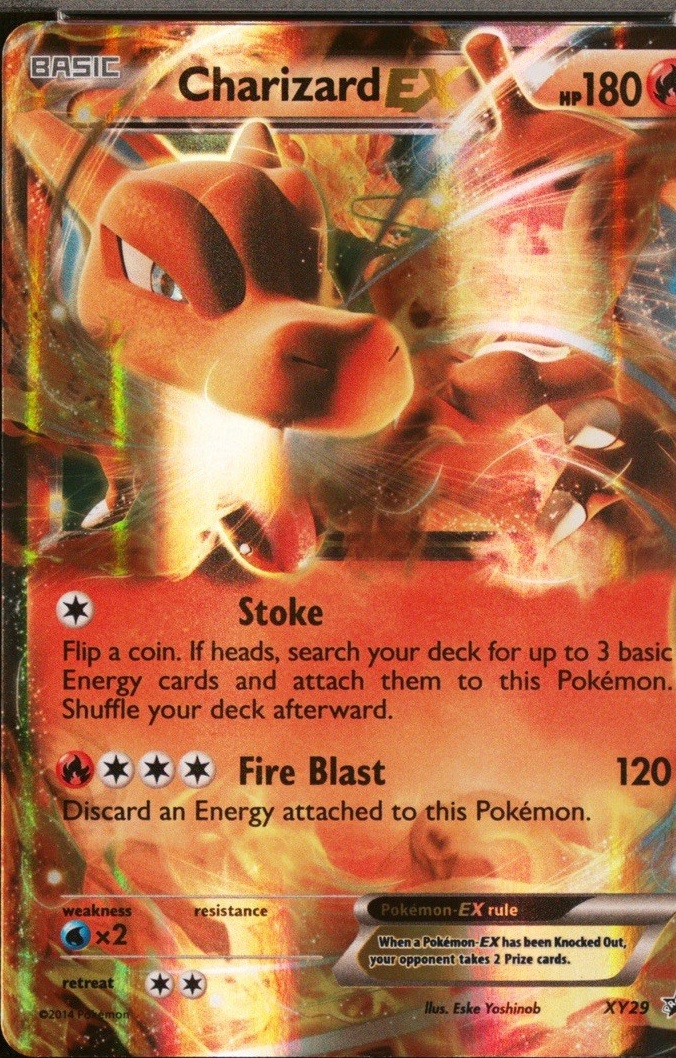 BASIC
Charizard EX HP180
Stoke
Flip a coin. If heads, search your deck for up to 3 basic
Energy cards and attach them to this Pokémon.
Shuffle your deck afterward.
Fire Blast 120
Discard an Energy attached to this Pokémon.
weakness resistance
×2
Pokémon-EX rule
When a Pokémon-EX has been Knocked Out,
your opponent takes 2 Prize cards.
retreat
©2014 Pokémon Illus. Eske Yoshinob XY29